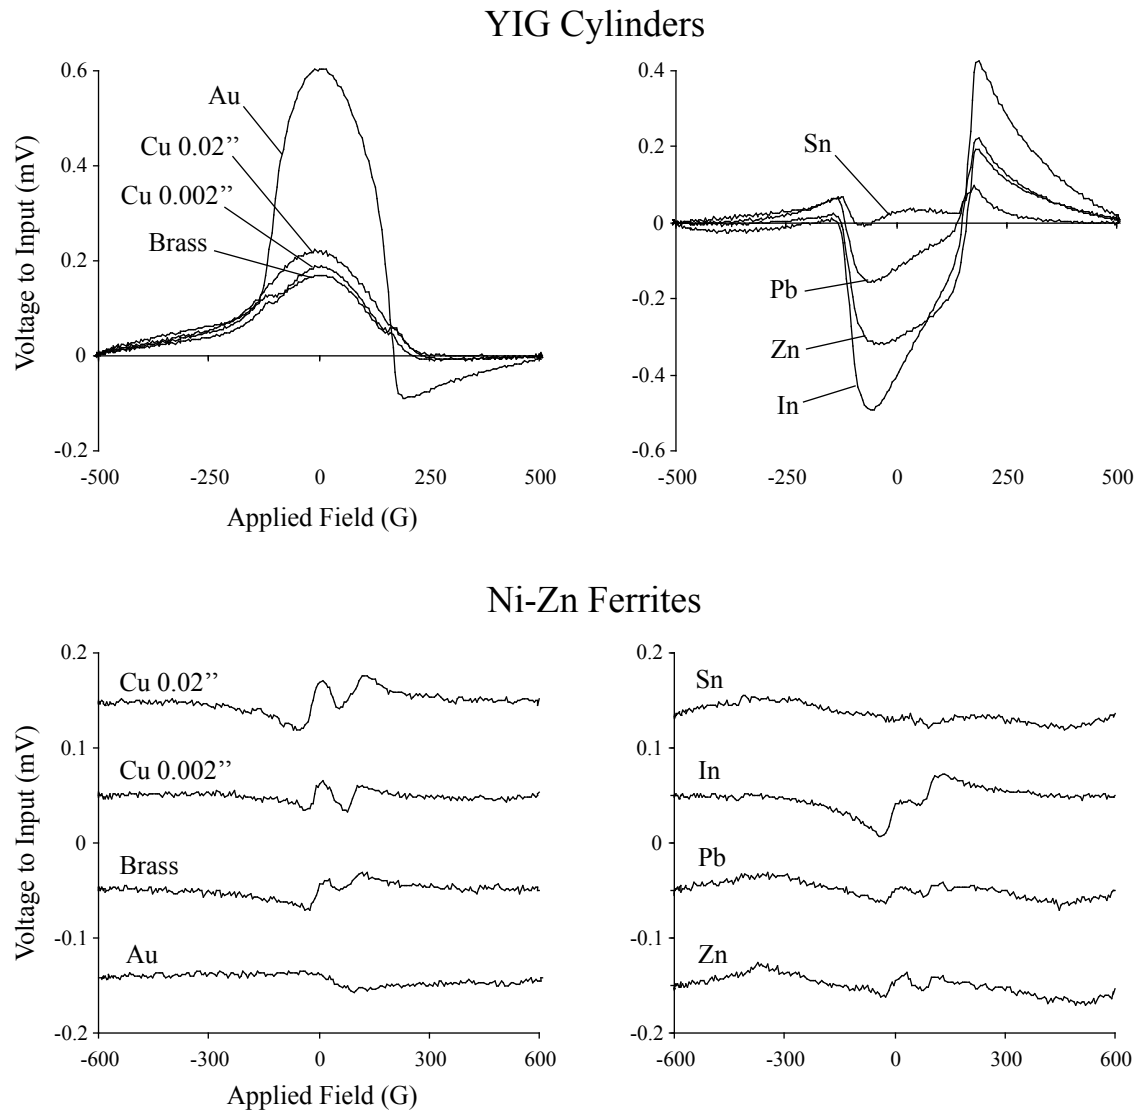 YIG Cylinders
Voltage to Input (mV)
0.6
0.4
0.2
0
-0.2
-500
-250
0
250
500
Applied Field (G)
Au
Cu 0.02’’
Cu 0.002’’
Brass
0.4
0.2
0
-0.2
-0.4
-0.6
-500
-250
0
250
500
Sn
Pb
Zn
In
Ni-Zn Ferrites
Voltage to Input (mV)
0.2
0.1
0
-0.1
-0.2
-600
-300
0
300
600
Applied Field (G)
Cu 0.02’’
Cu 0.002’’
Brass
Au
0.2
0.1
0
-0.1
-0.2
-600
-300
0
300
600
Sn
In
Pb
Zn